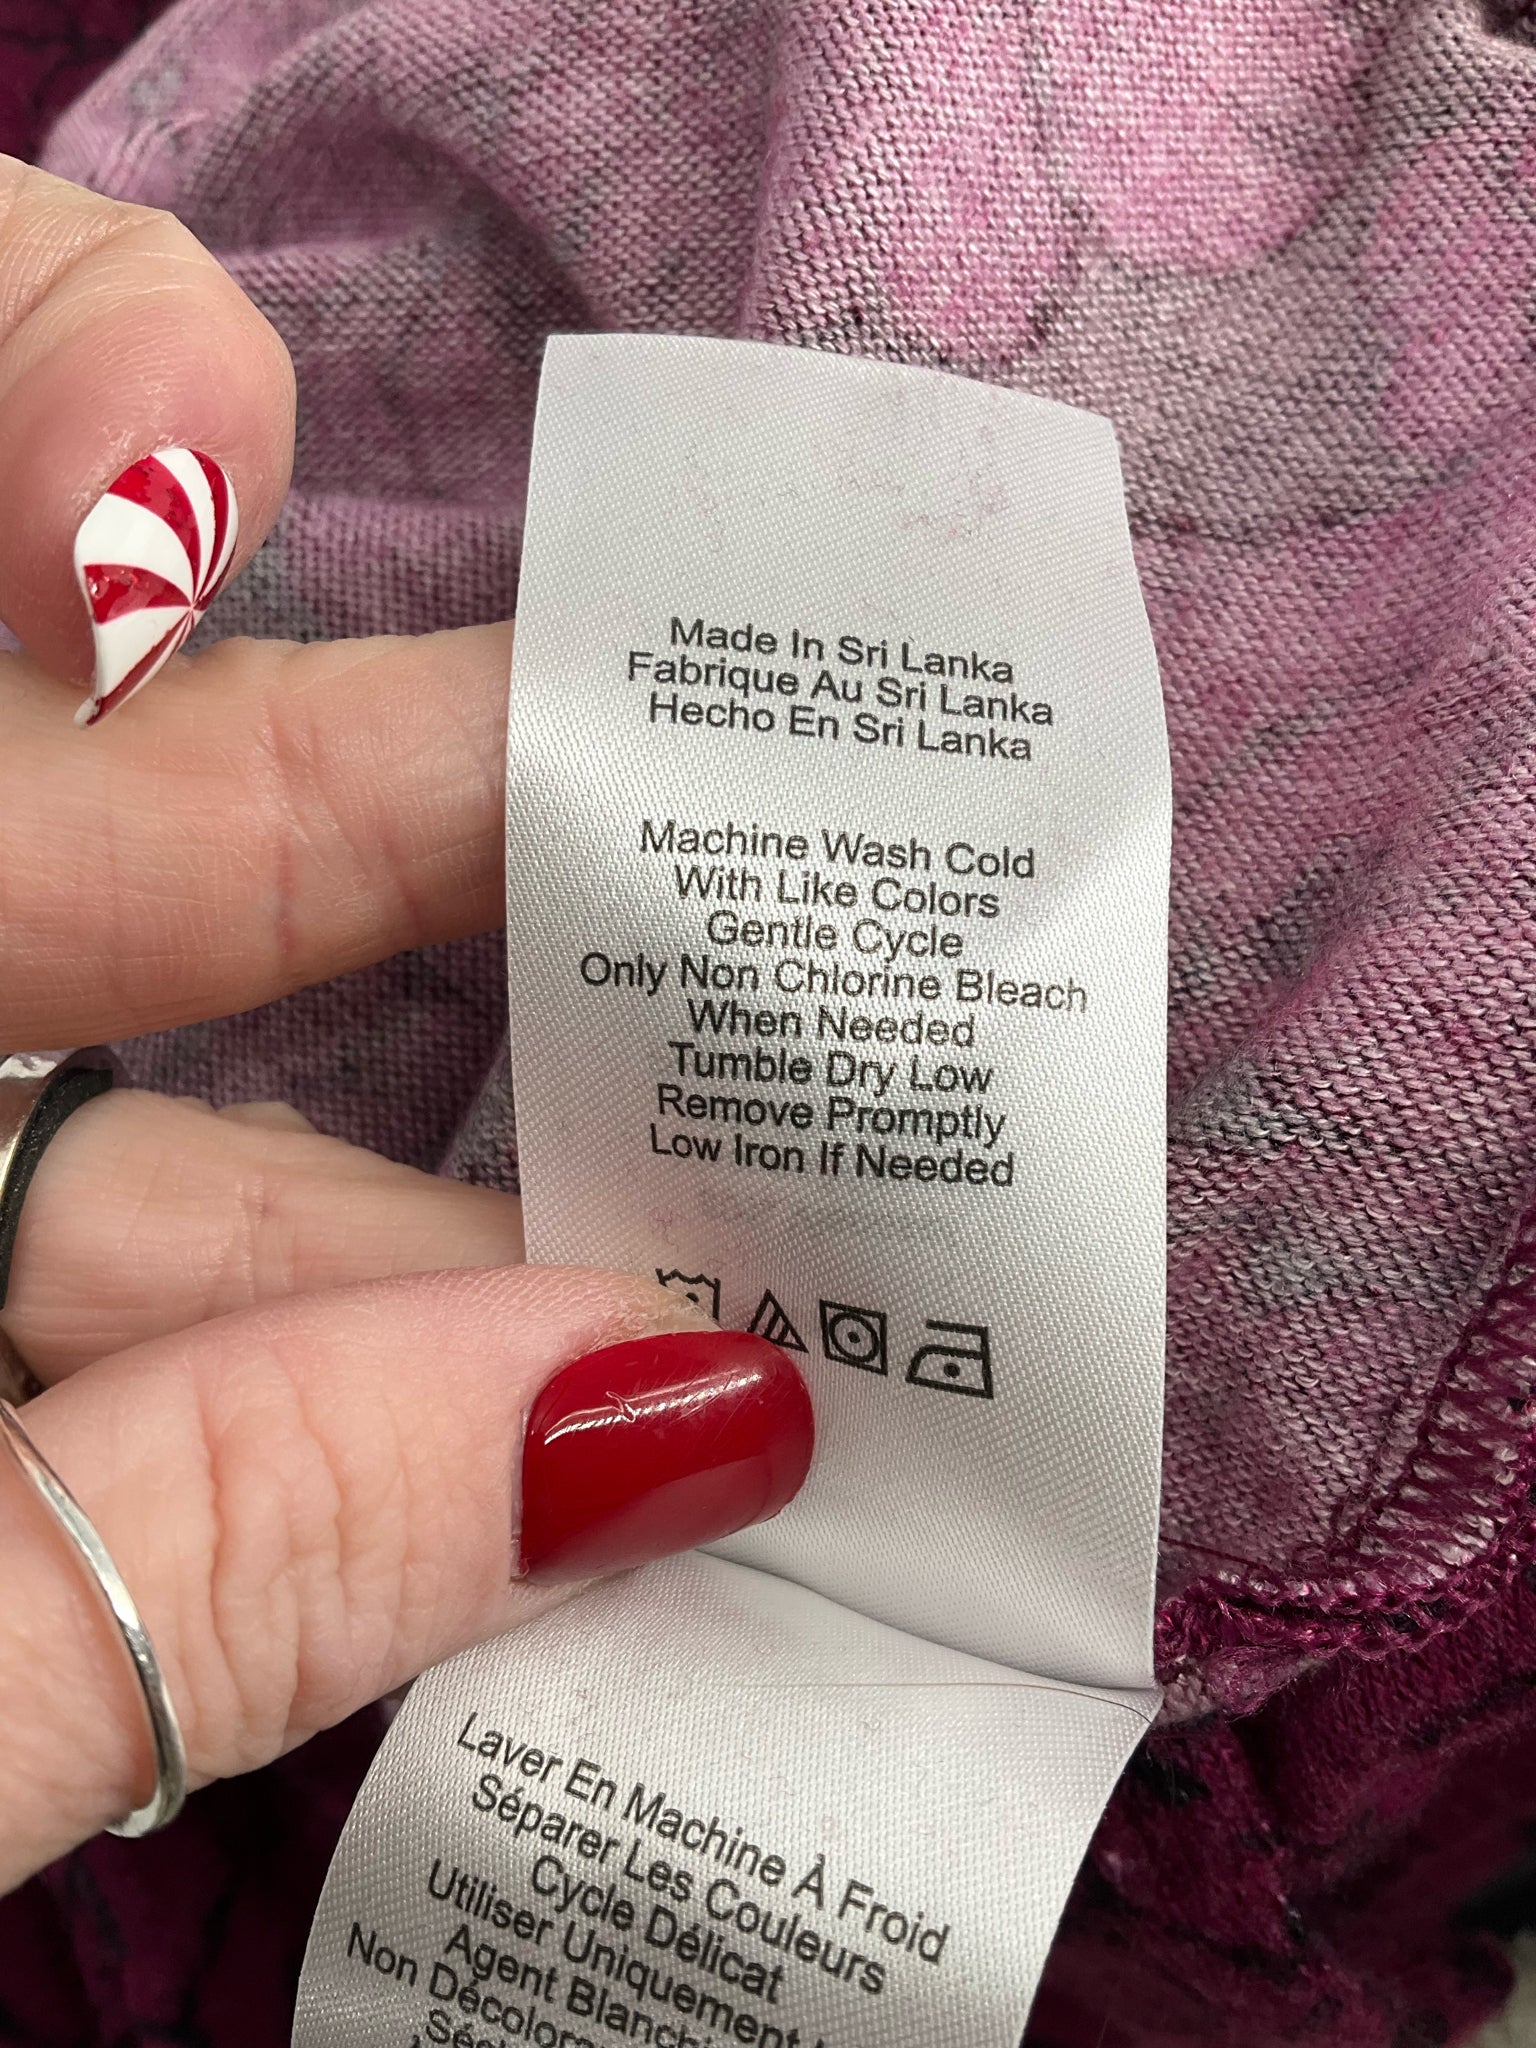 Made In Sri Lanka
Fabrique Au Sri Lanka
Hecho En Sri Lanka
Machine Wash Cold
With Like Colors
Gentle Cycle
Only Non Chlorine Bleach
When Needed
Tumble Dry Low
Remove Promptly
Low Iron If Needed
Laver En Machine À Froid
Séparer Les Couleurs
Cycle Délicat
Utiliser Uniquement
Agent
Non